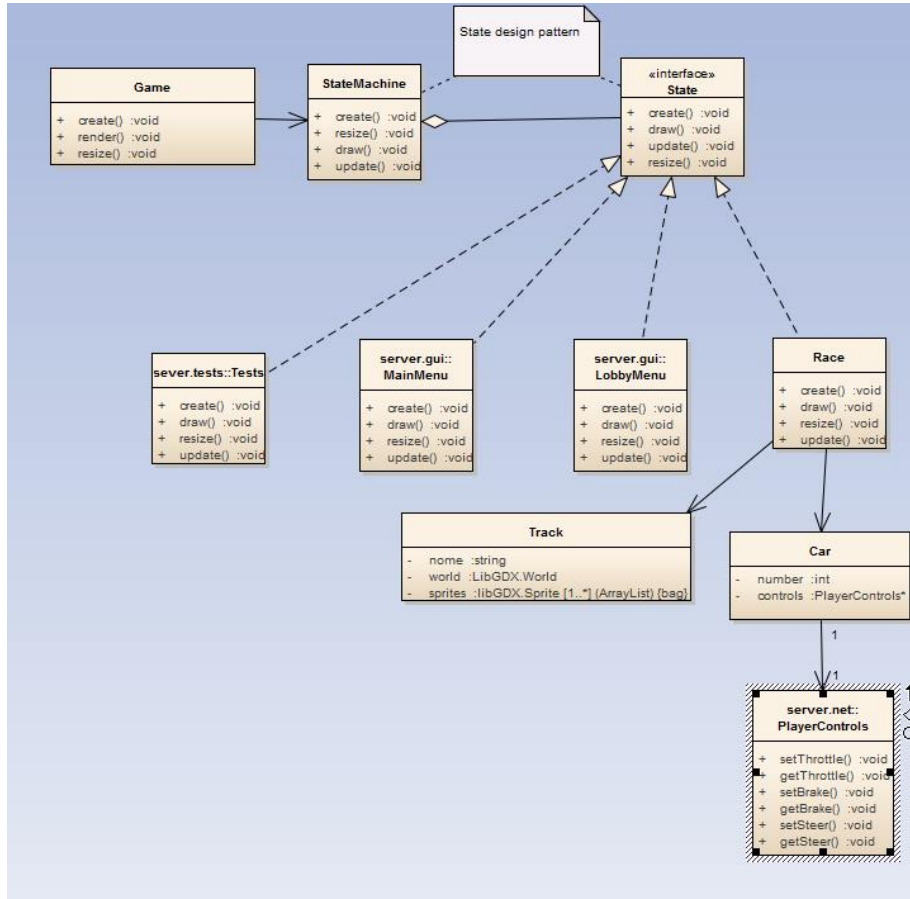 State design pattern
Game
+ create() :void
+ render() :void
+ resize() :void
StateMachine
+ create() :void
+ resize() :void
+ draw() :void
+ update() :void
«interface»
State
+ create() :void
+ draw() :void
+ update() :void
+ resize() :void
sever.tests::Tests
+ create() :void
+ draw() :void
+ resize() :void
+ update() :void
server.gui::
MainMenu
+ create() :void
+ draw() :void
+ resize() :void
+ update() :void
server.gui::
LobbyMenu
+ create() :void
+ draw() :void
+ resize() :void
+ update() :void
Race
+ create() :void
+ draw() :void
+ resize() :void
+ update() :void
Track
- nome :string
- world :LibGDX.World
- sprites :libGDX.Sprite [1..*] (ArrayList) {bag}
Car
- number :int
- controls :PlayerControls*
1
1
server.net::
PlayerControls
+ setThrottle() :void
+ getThrottle() :void
+ setBrake() :void
+ getBrake() :void
+ setSteer() :void
+ getSteer() :void